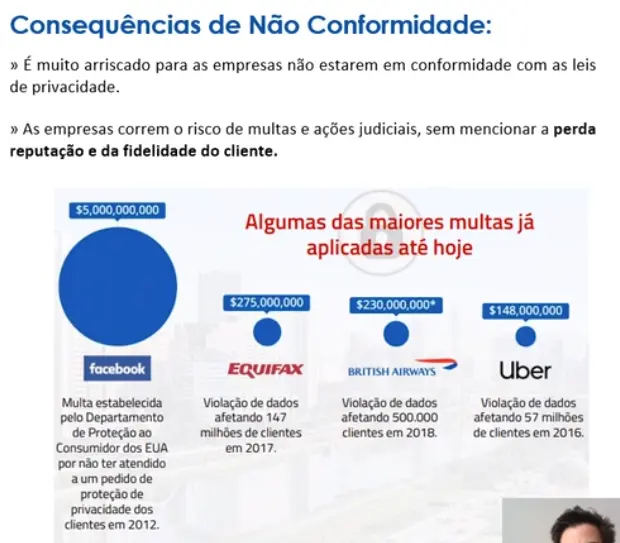 Consequências de Não Conformidade:
» É muito arriscado para as empresas não estarem em conformidade com as leis
de privacidade.
» As empresas correm o risco de multas e ações judiciais, sem mencionar a perda
reputação e da fidelidade do cliente.
Algumas das maiores multas já
aplicadas até hoje
$5,000,000,000
facebook
Multa estabelecida
pelo Departamento
de Proteção ao
Consumidor dos EUA
por não ter atendido
a um pedido de
proteção de
privacidade dos
clientes em 2012.
$275,000,000
EQUIFAX
Violação de dados
afetando 147
milhões de clientes
em 2017.
$230,000,000*
BRITISH AIRWAYS
Violação de dados
afetando 500.000
clientes em 2018.
$148,000,000
Uber
Violação de dados
afetando 57 milhões
de clientes em 2016.